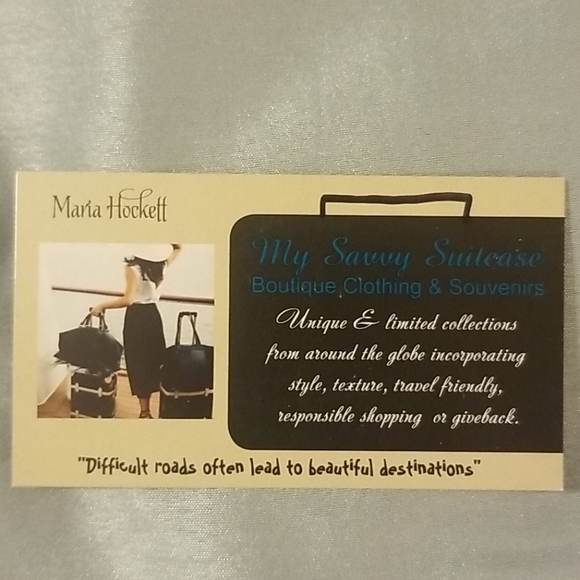 Maria Hockett
My Savvy Suitcase
Boutique Clothing & Souvenirs
Unique & limited collections
from around the globe incorporating
style, texture, travel friendly,
responsible shopping or giveback.
"Difficult roads often lead to beautiful destinations"